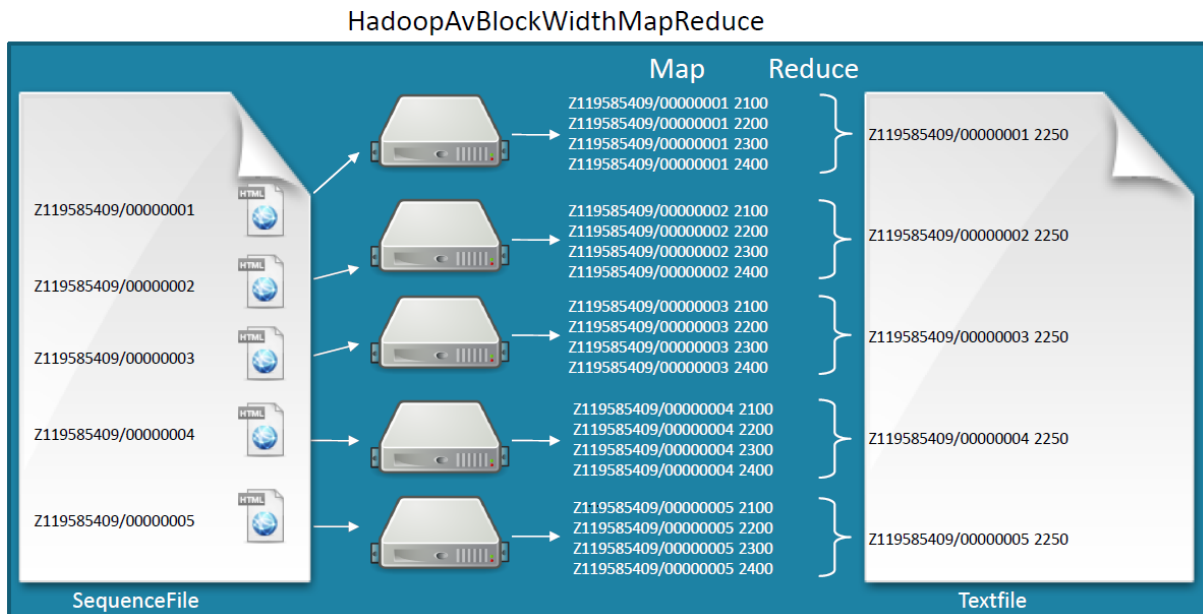 HadoopAvBlockWidthMapReduce
Map
Reduce
Z119585409/00000001
HTML
Z119585409/00000002
HTML
Z119585409/00000003
HTML
Z119585409/00000004
HTML
Z119585409/00000005
HTML
SequenceFile
Z119585409/00000001 2100
Z119585409/00000001 2200
Z119585409/00000001 2300
Z119585409/00000001 2400
Z119585409/00000002 2100
Z119585409/00000002 2200
Z119585409/00000002 2300
Z119585409/00000002 2400
Z119585409/00000003 2100
Z119585409/00000003 2200
Z119585409/00000003 2300
Z119585409/00000003 2400
Z119585409/00000004 2100
Z119585409/00000004 2200
Z119585409/00000004 2300
Z119585409/00000004 2400
Z119585409/00000005 2100
Z119585409/00000005 2200
Z119585409/00000005 2300
Z119585409/00000005 2400
Z119585409/00000001 2250
Z119585409/00000002 2250
Z119585409/00000003 2250
Z119585409/00000004 2250
Z119585409/00000005 2250
Textfile